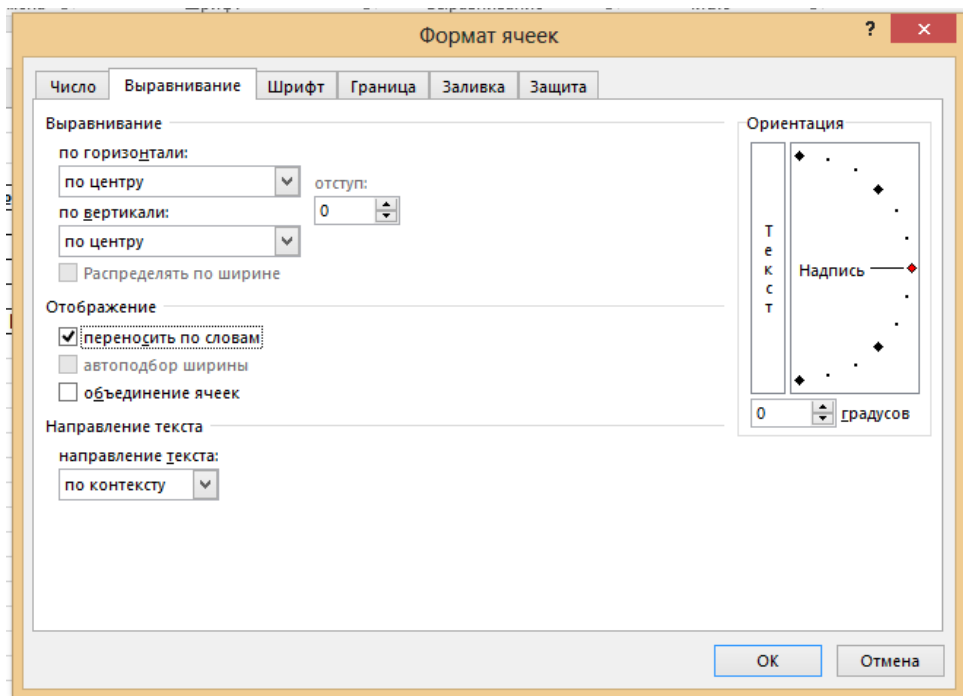 Формат ячеек
?
Число Выравнивание Шрифт Граница Заливка Защита
Выравнивание
по горизонтали:
по центру
отступ:
0
по вертикали:
по центру
Распределять по ширине
Отображение
переносить по словам
автоподбор ширины
объединение ячеек
Направление текста
направление текста:
по контексту
Ориентация
Текст
Надпись
0 градусов
ОК Отмена